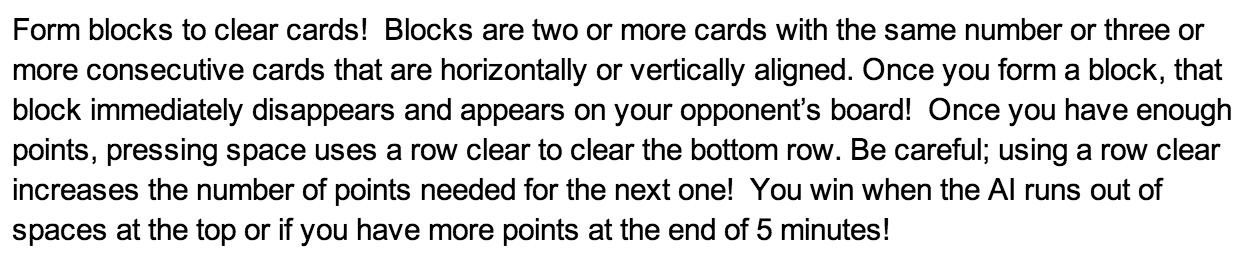 Form blocks to clear cards!  Blocks are two or more cards with the same number or three or
more consecutive cards that are horizontally or vertically aligned. Once you form a block, that
block immediately disappears and appears on your opponent’s board!  Once you have enough
points, pressing space uses a row clear to clear the bottom row. Be careful; using a row clear
increases the number of points needed for the next one!  You win when the AI runs out of
spaces at the top or if you have more points at the end of 5 minutes!